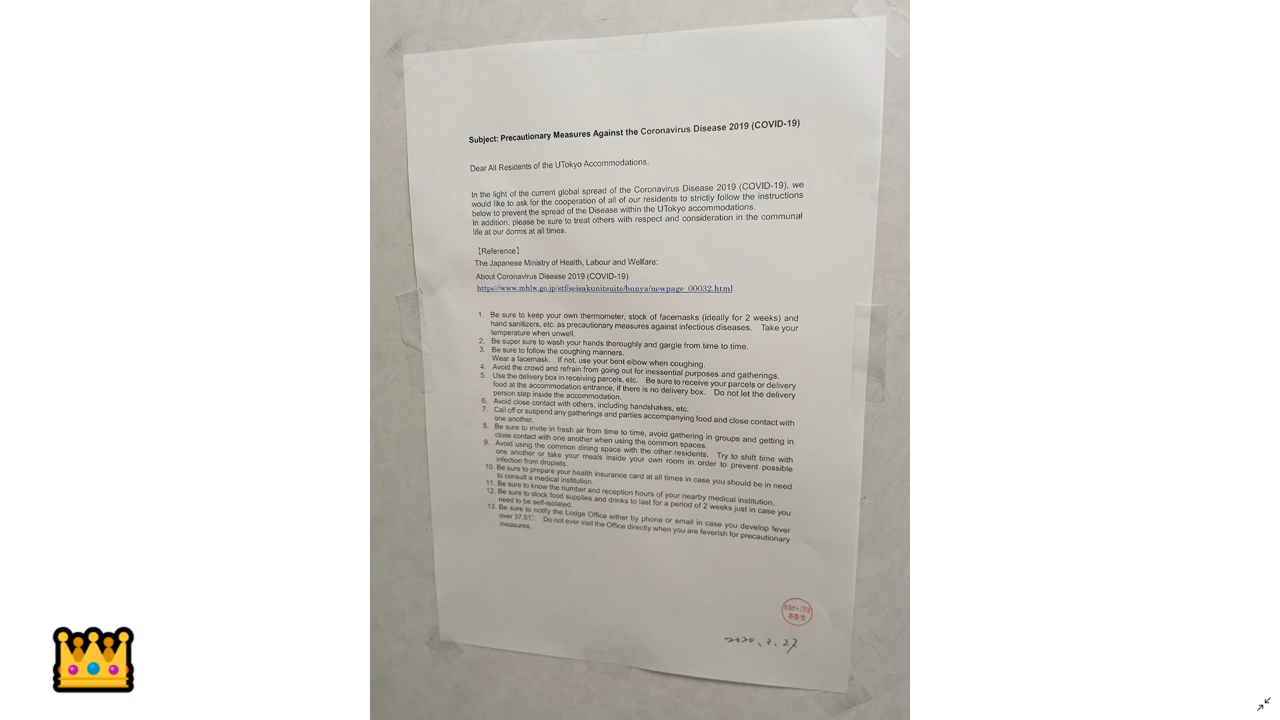 Subject: Precautionary Measures Against the Coronavirus Disease 2019 (COVID-19)
Dear All Residents of the UTokyo Accommodations,
In the light of the current global spread of the Coronavirus Disease 2019 (COVID-19), we
would like to ask for the cooperation of all of our residents to strictly follow the instructions
below to prevent the spread of the Disease within the UTokyo accommodations.
In addition, please be sure to treat others with respect and consideration in the communal
life at our dorms at all times.
【Reference】
The Japanese Ministry of Health, Labour and Welfare:
About Coronavirus Disease 2019 (COVID-19)
https://www.mhlw.go.jp/stf/seisakunitsuite/bunya/newpage_00032.html
1. Be sure to keep your own thermometer, stock of facemasks (ideally for 2 weeks) and
hand sanitizers, etc. as precautionary measures against infectious diseases. Take your
temperature when unwell.
2. Be super sure to wash your hands thoroughly and gargle from time to time.
3. Be sure to follow the coughing manners.
Wear a facemask. If not, use your bent elbow when coughing.
4. Avoid the crowd and refrain from going out for inessential purposes and gatherings.
5. Use the delivery box in receiving parcels, etc. Be sure to receive your parcels or delivery
food at the accommodation entrance, if there is no delivery box. Do not let the delivery
person step inside the accommodation.
6. Avoid close contact with others, including handshakes, etc.
7. Call off or suspend any gatherings and parties accompanying food and close contact with
one another.
8. Be sure to invite in fresh air from time to time, avoid gathering in groups and getting in
close contact with one another when using the common spaces.
9. Avoid using the common dining space with the other residents. Try to shift time with
one another or take your meals inside your own room in order to prevent possible
infection from droplets.
10. Be sure to prepare your health insurance card at all times in case you should be in need
to consult a medical institution.
11. Be sure to know the number and reception hours of your nearby medical institution.
12. Be sure to stock food supplies and drinks to last for a period of 2 weeks just in case you
need to be self-isolated.
13. Be sure to notify the Lodge Office either by phone or email in case you develop fever
over 37.5℃. Do not ever visit the Office directly when you are feverish for precautionary
measures.
2020.3.27